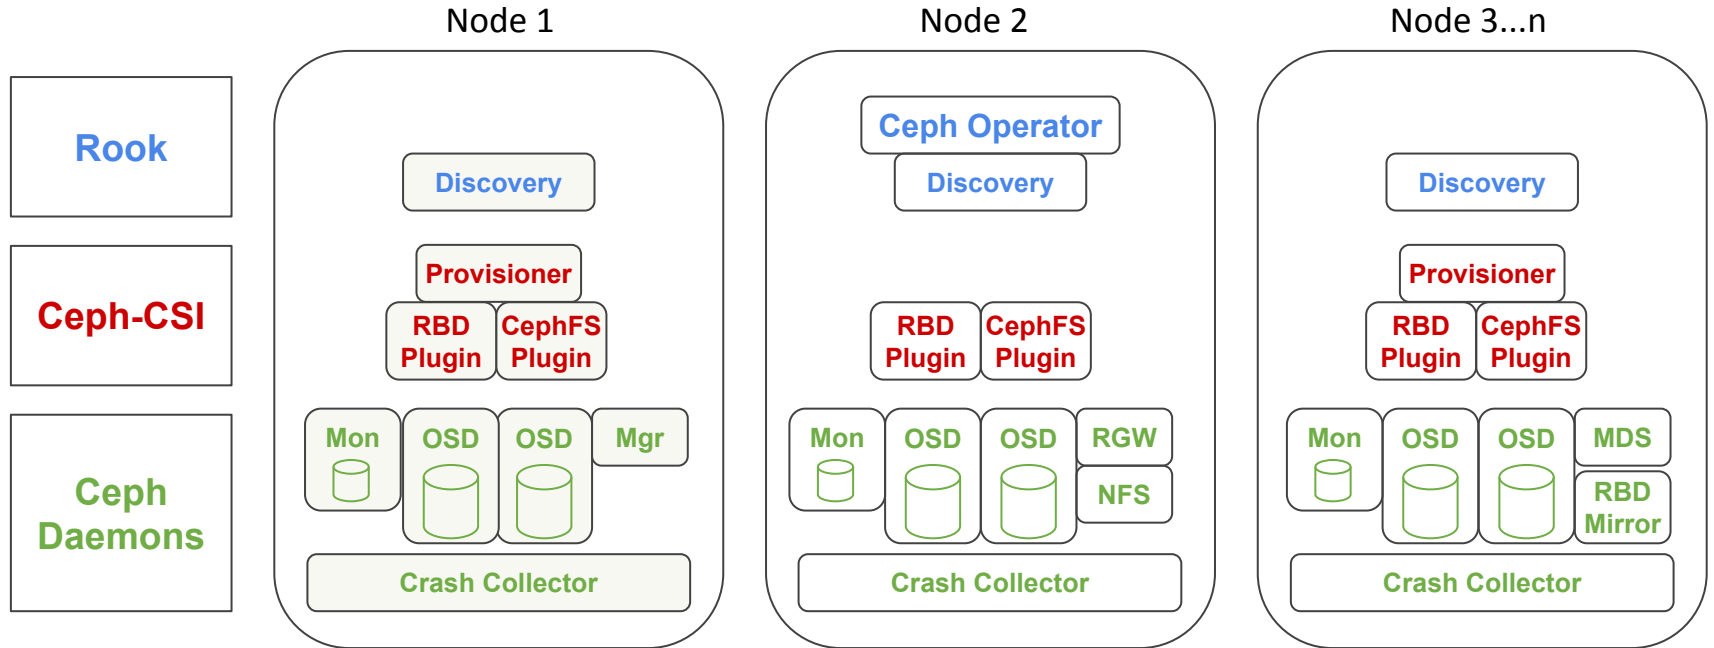 Node 1
Node 2
Node 3...n
Rook
Ceph Operator
Discovery
Discovery
Discovery
Ceph-CSI
Provisioner
Provisioner
RBD
Plugin
CephFS
Plugin
RBD
Plugin
CephFS
Plugin
RBD
Plugin
CephFS
Plugin
Ceph
Daemons
Mon
OSD
OSD
Mgr
Mon
OSD
OSD
RGW
NFS
Mon
OSD
OSD
MDS
RBD
Mirror
Crash Collector
Crash Collector
Crash Collector